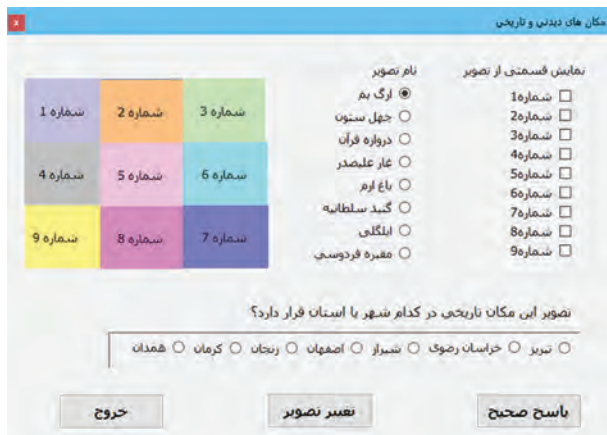 مکان های دیدنی و تاریخی
x
نمایش قسمتی از تصویر
شماره1
شماره2
شماره3
شماره4
شماره5
شماره6
شماره7
شماره8
شماره9
نام تصویر
ارگ بم
چهل ستون
دروازه قرآن
غار علیصدر
باغ ارم
گنبد سلطانیه
ایلگلی
مقبره فردوسی
شماره 3 شماره 2 شماره 1
شماره 6 شماره 5 شماره 4
شماره 7 شماره 8 شماره 9
تصویر این مکان تاریخی در کدام شهر یا استان قرار دارد؟
تبریز خراسان رضوی شیراز اصفهان زنجان کرمان همدان
پاسخ صحیح تغییر تصویر خروج